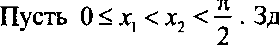 Пусть 0 ≤ x₁ < x₂ < π/2. Зд